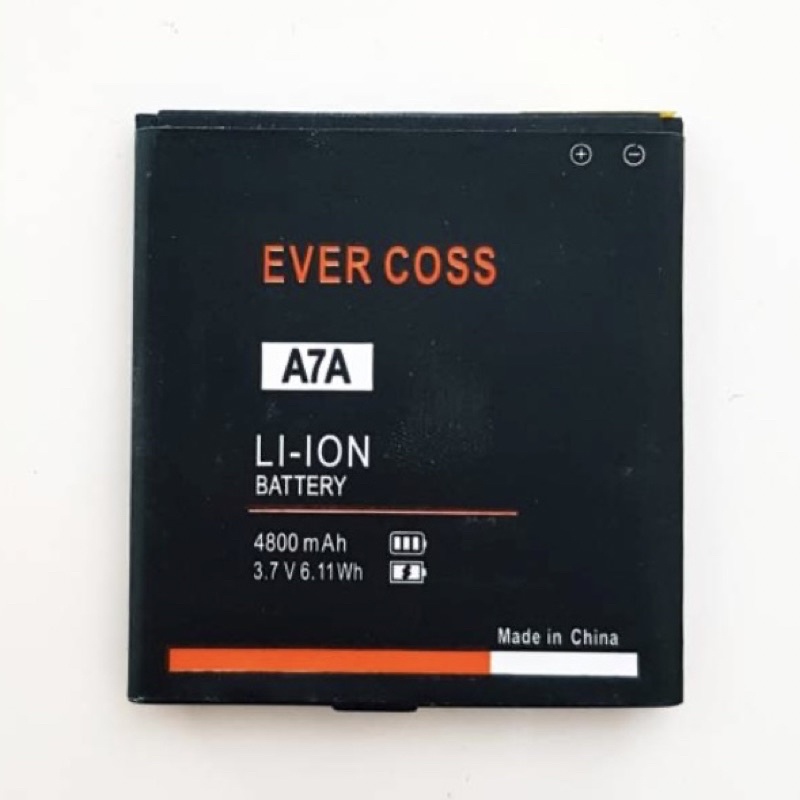 + −
EVER COSS
A7A
LI-ION
BATTERY
4800 mAh
3.7 V 6.11Wh
Made in China